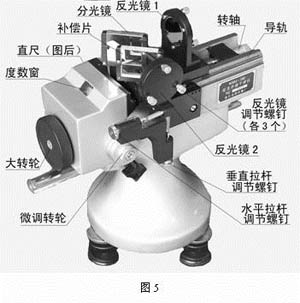 反光镜1
分光镜
补偿片
转轴
导轨
直尺(图后)
度数窗
反光镜
调节螺钉
(各3个)
反光镜2
大转轮
垂直拉杆
调节螺钉
微调转轮
水平拉杆
调节螺钉
图5